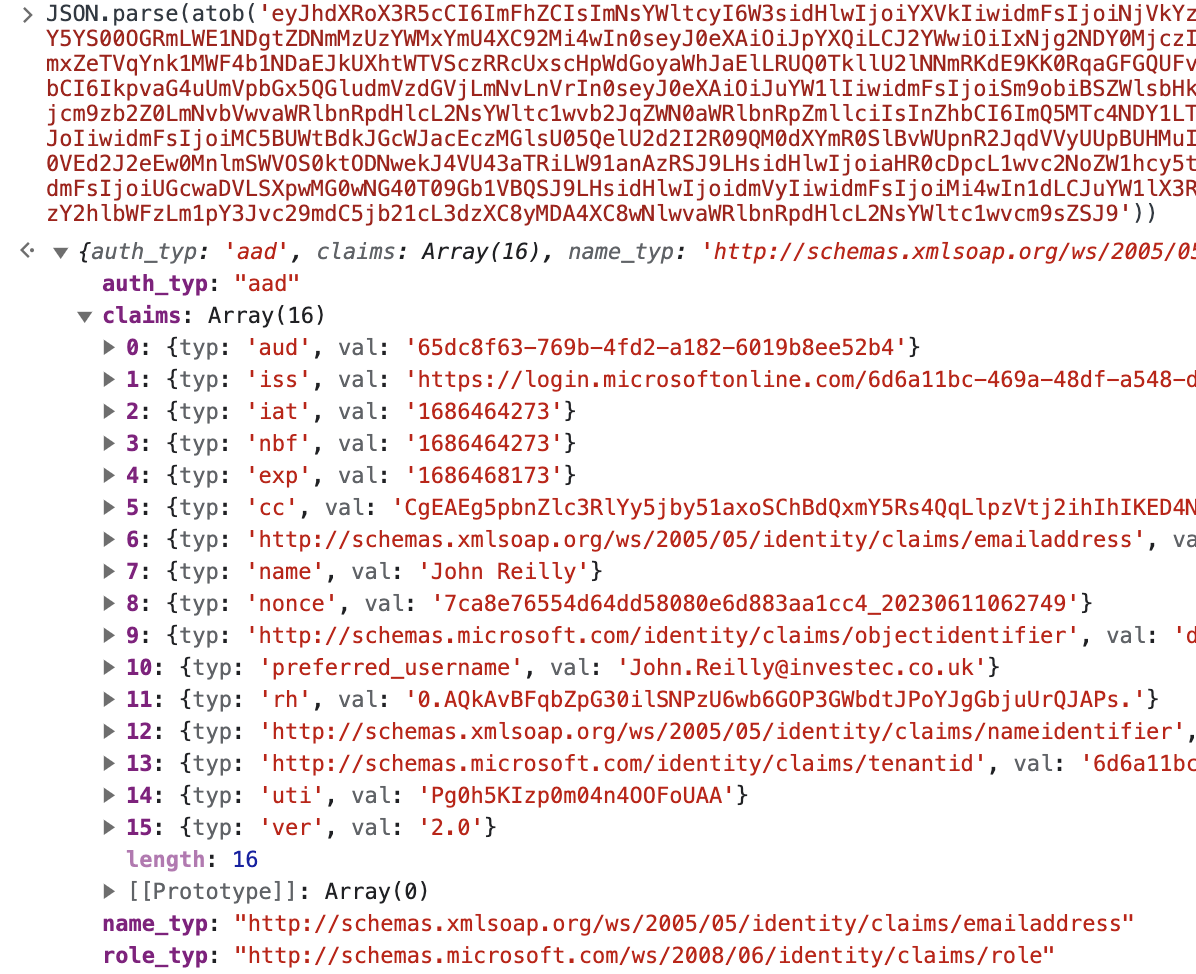 > JSON.parse(atob('eyJhdXRoX3R5cCI6ImFhZCIsImNsYWltcyI6W3sidHlwIjoiYXVkIiwidmFsIjoiNjVkYz
Y5YS00OGRmLWE1NDgtZDNmMzUzYWMxYmU4XC92Mi4wIn0seyJ0eXAiOiJpYXQiLCJ2YWwiOiIxNjg2NDY0MjczI
mxZeTVqYnk1MWF4b1NDaEJkUXhtWTVSczRRcUxscHpWdGoyaWhJaElLRUQ0TkllU2lNNmRKdE9KK0RqaGFGQUFv
bCI6IkpvaG4uUmVpbGx5QGludmVzdGVjLmNvLnVrIn0seyJ0eXAiOiJuYW1lIiwidmFsIjoiSm9obiBSZWlsbHk
jcm9zb2Z0LmNvbVwvaWRlbnRpdHlcL2NsYWltc1wvb2JqZWN0aWRlbnRpZmllciIsInZhbCI6ImQ5MTc4NDY1LT
JoIiwidmFsIjoiMC5BUWtBdkJGcWJacEczMGlsU05QelU2d2I2R09QM0dXYmR0SlBvWUpnR2JqdVVyUUpBUHMuI
0VEd2J2eEw0MnlmSWVOS0ktODNwekJ4VU43aTRiLW91anAzRSJ9LHsidHlwIjoiaHR0cDpcL1wvc2NoZW1hcy5t
dmFsIjoiUGcwaDVLSXpwMG0wNG40T09Gb1VBQSJ9LHsidHlwIjoidmVyIiwidmFsIjoiMi4wIn1dLCJuYW1lX3R
zY2hlbWFzLm1pY3Jvc29mdC5jb21cL3dzXC8yMDA4XC8wNlwvaWRlbnRpdHlcL2NsYWltc1wvcm9sZSJ9'))
{auth_typ: 'aad', claims: Array(16), name_typ: 'http://schemas.xmlsoap.org/ws/2005/05
auth_typ: "aad"
claims: Array(16)
0: {typ: 'aud', val: '65dc8f63-769b-4fd2-a182-6019b8ee52b4'}
1: {typ: 'iss', val: 'https://login.microsoftonline.com/6d6a11bc-469a-48df-a548-d
2: {typ: 'iat', val: '1686464273'}
3: {typ: 'nbf', val: '1686464273'}
4: {typ: 'exp', val: '1686468173'}
5: {typ: 'cc', val: 'CgEAEg5pbnZlc3RlYy5jby51axoSChBdQxmY5Rs4QqLlpzVtj2ihIhIKED4N
6: {typ: 'http://schemas.xmlsoap.org/ws/2005/05/identity/claims/emailaddress', va
7: {typ: 'name', val: 'John Reilly'}
8: {typ: 'nonce', val: '7ca8e76554d64dd58080e6d883aa1cc4_20230611062749'}
9: {typ: 'http://schemas.microsoft.com/identity/claims/objectidentifier', val: 'd
10: {typ: 'preferred_username', val: 'John.Reilly@investec.co.uk'}
11: {typ: 'rh', val: '0.AQkAvBFqbZpG30ilSNPzU6wb6GOP3GWbdtJPoYJgGbjuUrQJAPs.'}
12: {typ: 'http://schemas.xmlsoap.org/ws/2005/05/identity/claims/nameidentifier',
13: {typ: 'http://schemas.microsoft.com/identity/claims/tenantid', val: '6d6a11bc
14: {typ: 'uti', val: 'Pg0h5KIzp0m04n4OOFoUAA'}
15: {typ: 'ver', val: '2.0'}
length: 16
[[Prototype]]: Array(0)
name_typ: "http://schemas.xmlsoap.org/ws/2005/05/identity/claims/emailaddress"
role_typ: "http://schemas.microsoft.com/ws/2008/06/identity/claims/role"